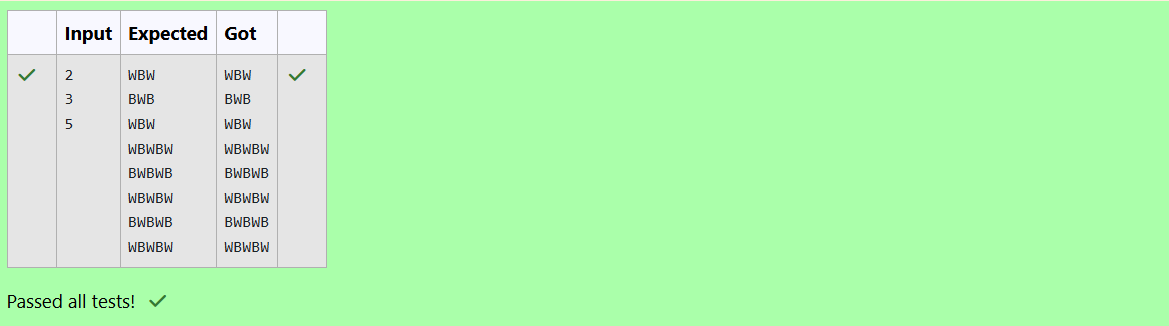 Input Expected Got
2 WBW WBW
3 BWB BWB
5 WBW WBW
WBWBW WBWBW
BWBWB BWBWB
WBWBW WBWBW
BWBWB BWBWB
WBWBW WBWBW
Passed all tests!